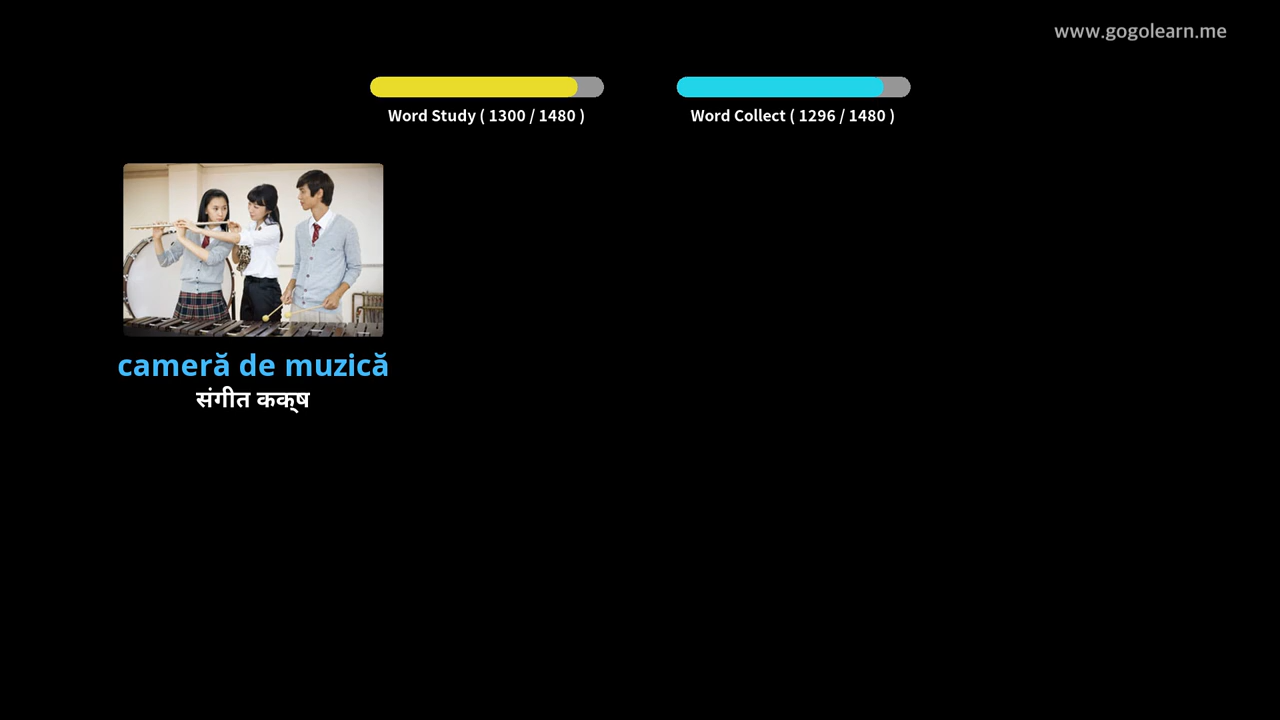 www.gogolearn.me
Word Study ( 1300 / 1480 )
Word Collect ( 1296 / 1480 )
cameră de muzică
संगीत कक्ष